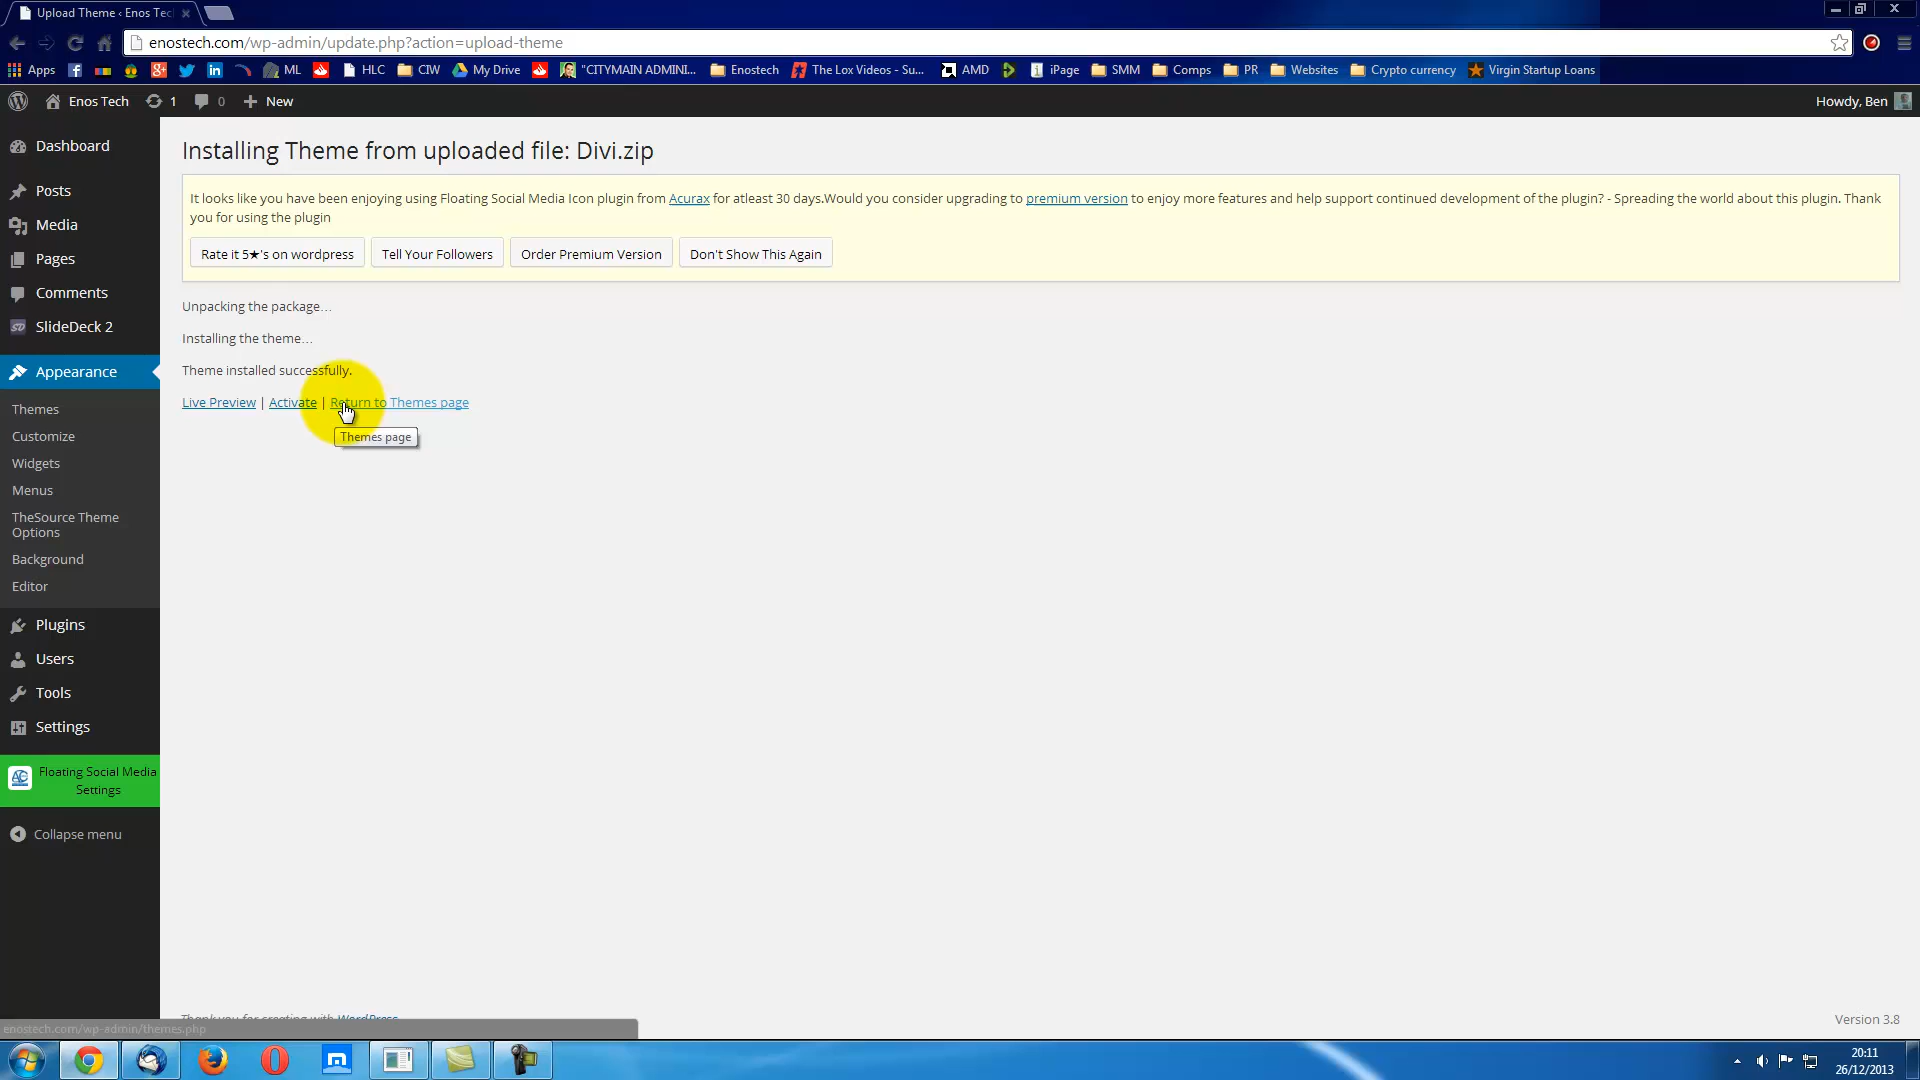 Upload Theme ‹ Enos Tec
enostech.com/wp-admin/update.php?action=upload-theme
Apps ML HLC CIW My Drive "CITYMAIN ADMINI... Enostech The Lox Videos - Su... AMD iPage SMM Comps PR Websites Crypto currency Virgin Startup Loans
Enos Tech 1 0 New Howdy, Ben
Dashboard
Posts
Media
Pages
Comments
SlideDeck 2
Appearance
Themes
Customize
Widgets
Menus
TheSource Theme
Options
Background
Editor
Plugins
Users
Tools
Settings
Floating Social Media
Settings
Collapse menu
Installing Theme from uploaded file: Divi.zip
It looks like you have been enjoying using Floating Social Media Icon plugin from Acurax for atleast 30 days.Would you consider upgrading to premium version to enjoy more features and help support continued development of the plugin? - Spreading the world about this plugin. Thank
you for using the plugin
Rate it 5★'s on wordpress Tell Your Followers Order Premium Version Don't Show This Again
Unpacking the package…
Installing the theme…
Theme installed successfully.
Live Preview | Activate | Return to Themes page
Themes page
Thank you for creating with WordPress
Version 3.8
enostech.com/wp-admin/themes.php
20:11
26/12/2013